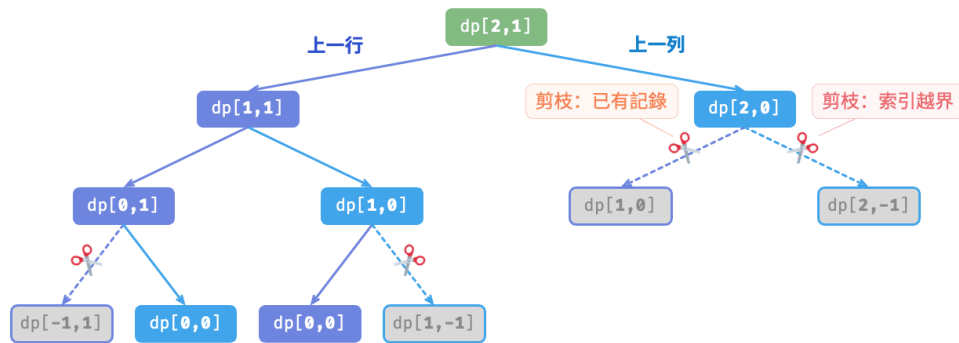 dp[2,1]
上一行
上一列
dp[1,1]
剪枝：已有記錄
dp[2,0]
剪枝：索引越界
dp[0,1]
dp[1,0]
dp[1,0]
dp[2,-1]
dp[-1,1]
dp[0,0]
dp[0,0]
dp[1,-1]